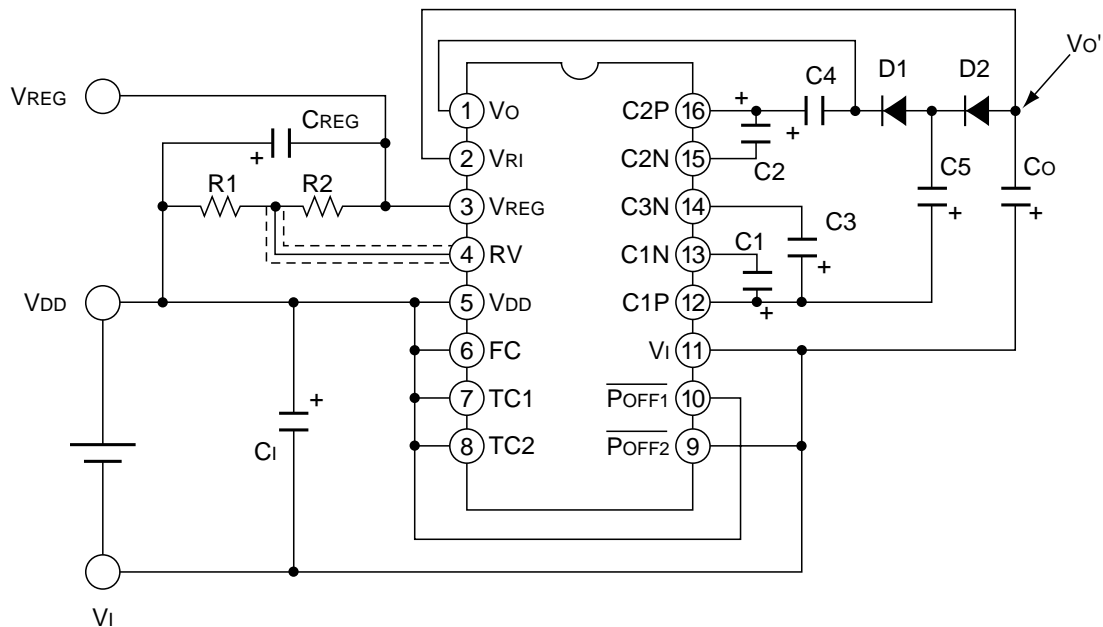 VO'
C4 D1 D2
VREG
1 VO C2P 16
CREG
+
+ + 
2 VRI C2N 15
C2
C5 CO
R1 R2
3 VREG C3N 14
+ +
C1 C3
4 RV C1N 13
+
VDD
5 VDD C1P 12
+
6 FC VI 11
+
7 TC1 POFF1 10
CI
8 TC2 POFF2 9
VI